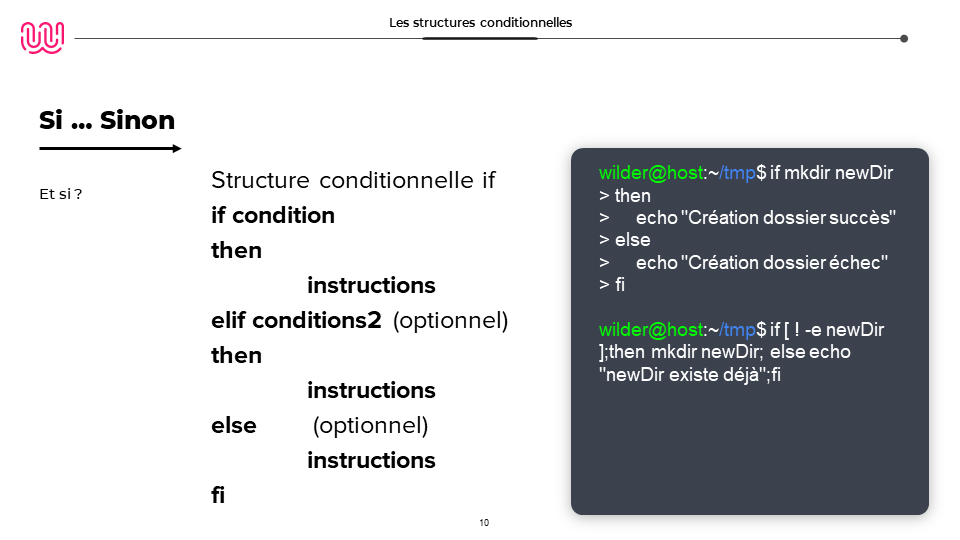 Les structures conditionnelles
Si ... Sinon
Et si ?
Structure conditionnelle if
if condition
then
instructions
elif conditions2 (optionnel)
then
instructions
else (optionnel)
instructions
fi
wilder@host:~/tmp$ if mkdir newDir
> then
> echo "Création dossier succès"
> else
> echo "Création dossier échec"
> fi
wilder@host:~/tmp$ if [ ! -e newDir
];then mkdir newDir; else echo
"newDir existe déjà";fi
10